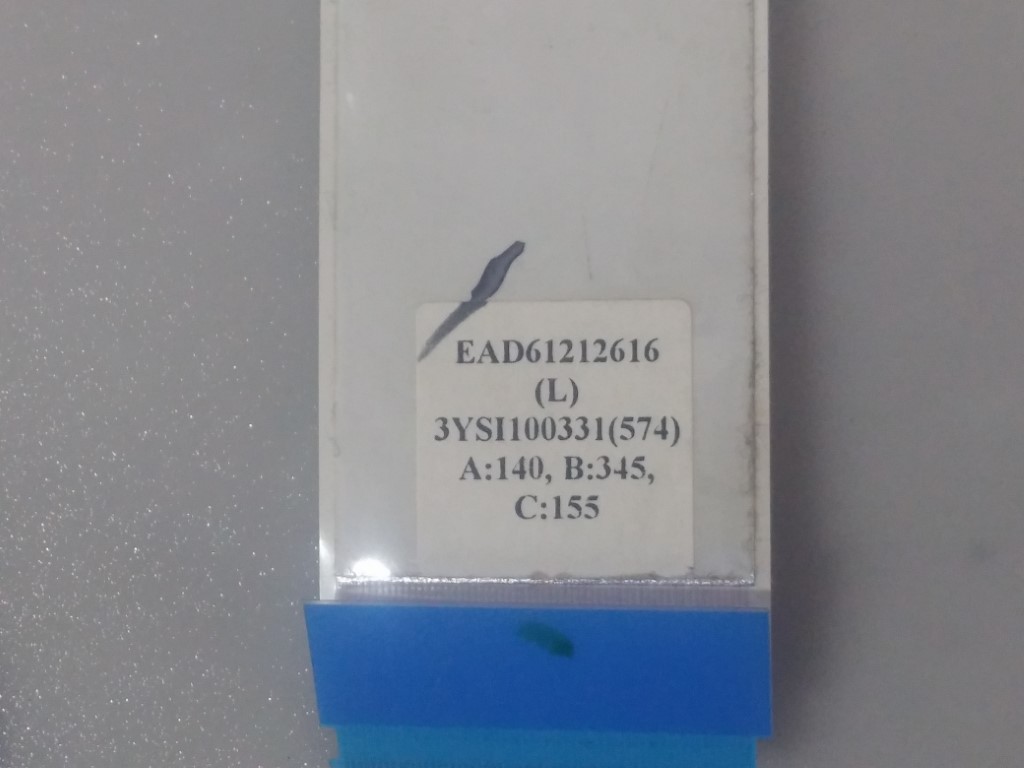 EAD61212616
(L)
3YSI100331(574)
A:140, B:345,
C:155